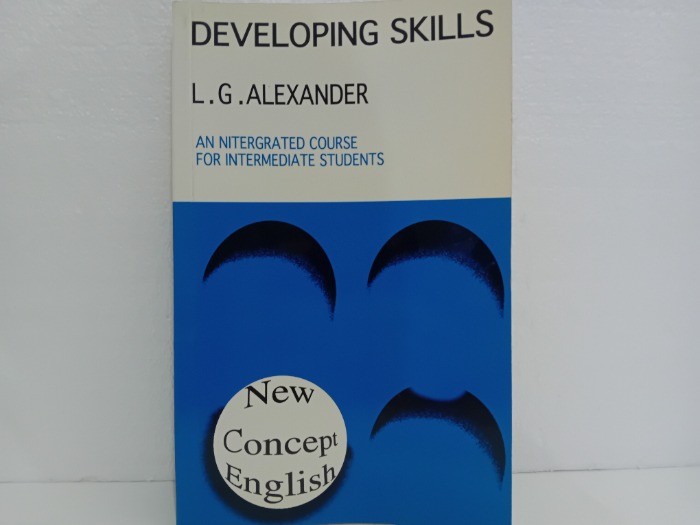 DEVELOPING SKILLS
L.G.ALEXANDER
AN NITERGRATED COURSE
FOR INTERMEDIATE STUDENTS
New
Concept
English